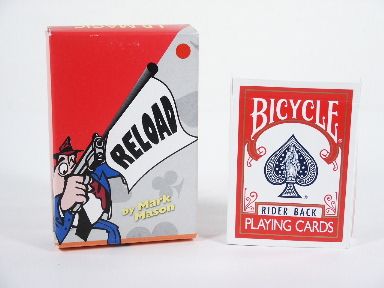 RELOAD
by Mark
Mason
BICYCLE
RIDER BACK
PLAYING CARDS